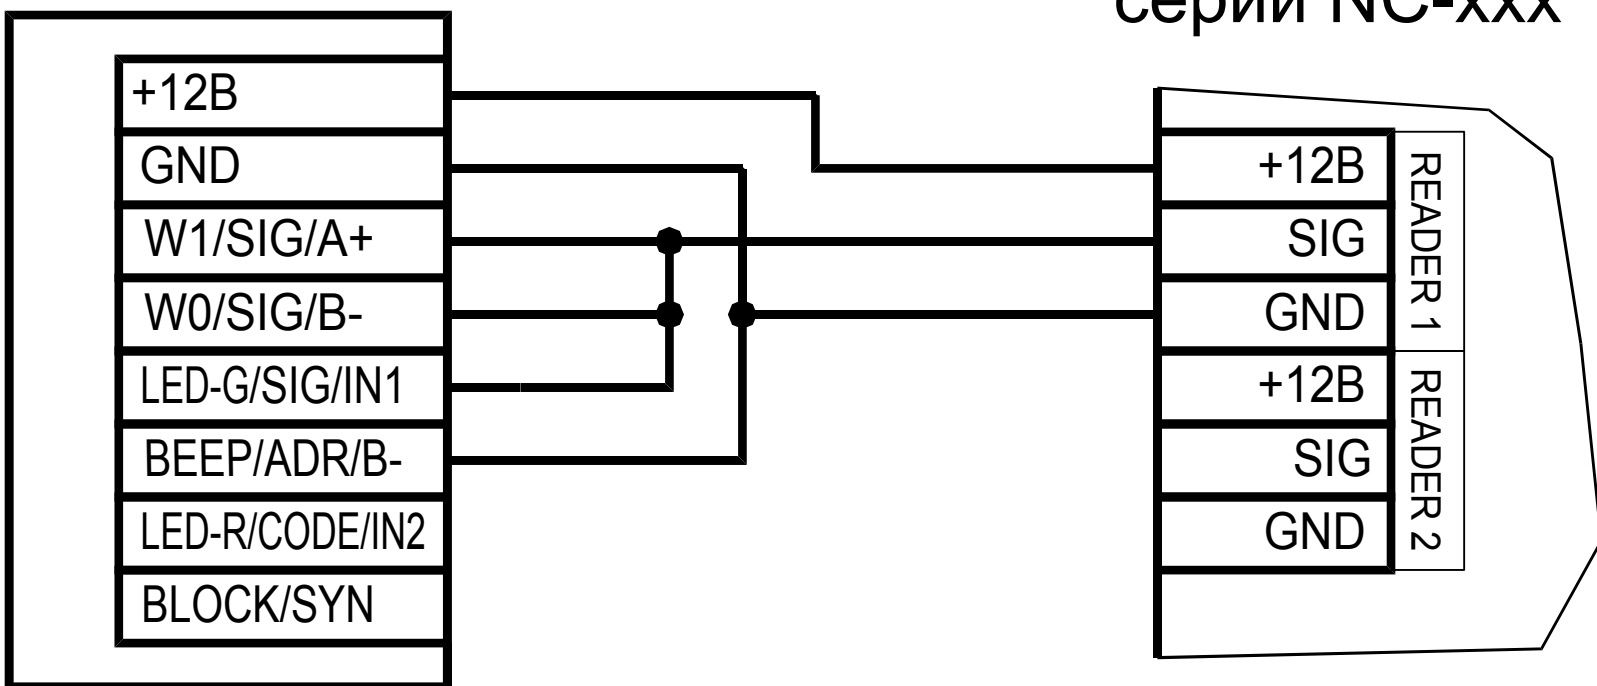 серии NC-xxx
+12В
GND
W1/SIG/A+
W0/SIG/B-
LED-G/SIG/IN1
BEEP/ADR/B-
LED-R/CODE/IN2
BLOCK/SYN
+12В
SIG
GND
READER 1
+12В
SIG
GND
READER 2